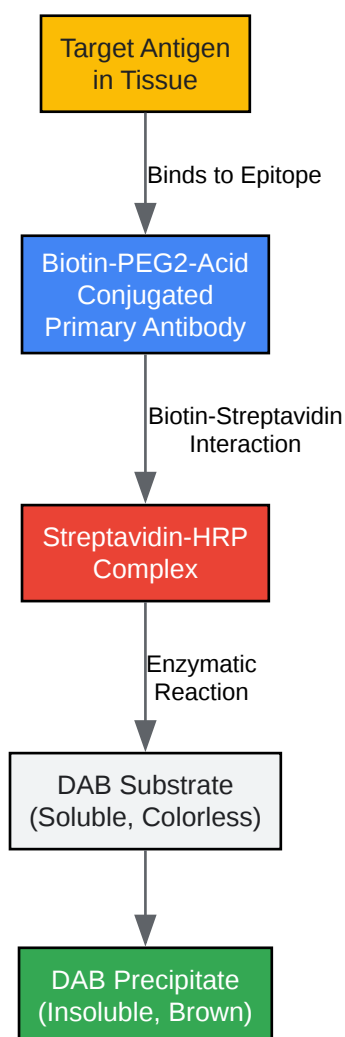 Target Antigen
in Tissue
Binds to Epitope
Biotin-PEG2-Acid
Conjugated
Primary Antibody
Biotin-Streptavidin
Interaction
Streptavidin-HRP
Complex
Enzymatic
Reaction
DAB Substrate
(Soluble, Colorless)
DAB Precipitate
(Insoluble, Brown)